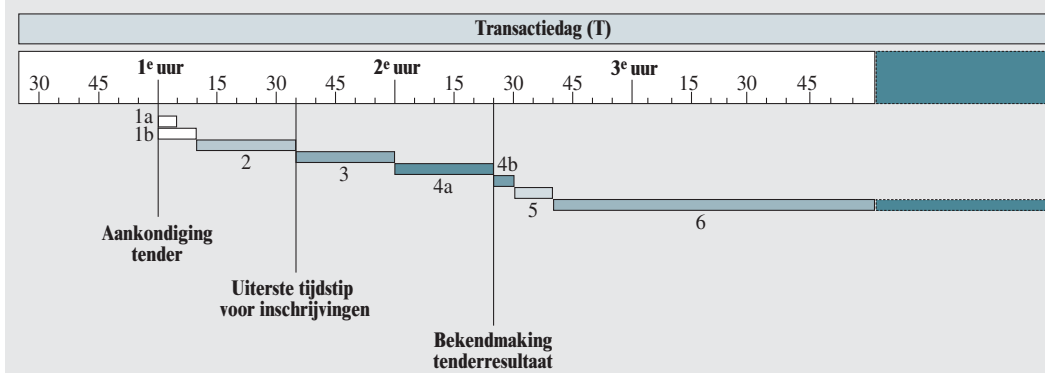 Transactiedag (T)
1e uur 2e uur 3e uur
30 45 15 30 45 15 30 45 15 30 45
1a
1b
2
3
4a
4b
5
6
Aankondiging
tender
Uiterste tijdstip
voor inschrijvingen
Bekendmaking
tenderresultaat